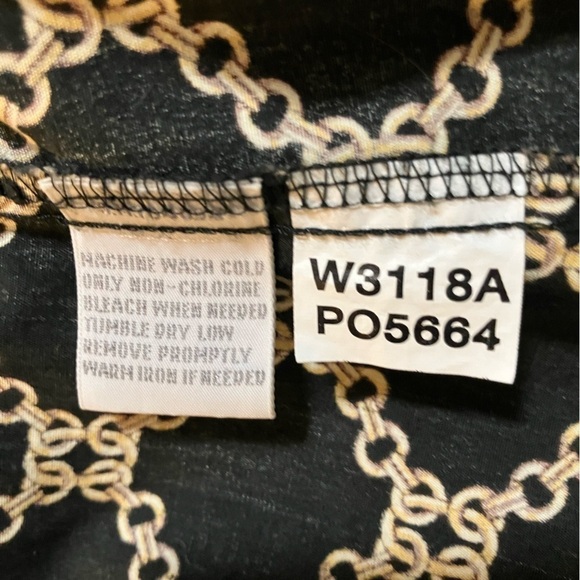 MACHINE WASH COLD
ONLY NON-CHLORINE
BLEACH WHEN NEEDED
TUMBLE DRY LOW
REMOVE PROMPTLY
WARM IRON IF NEEDED
W3118A
PO5664